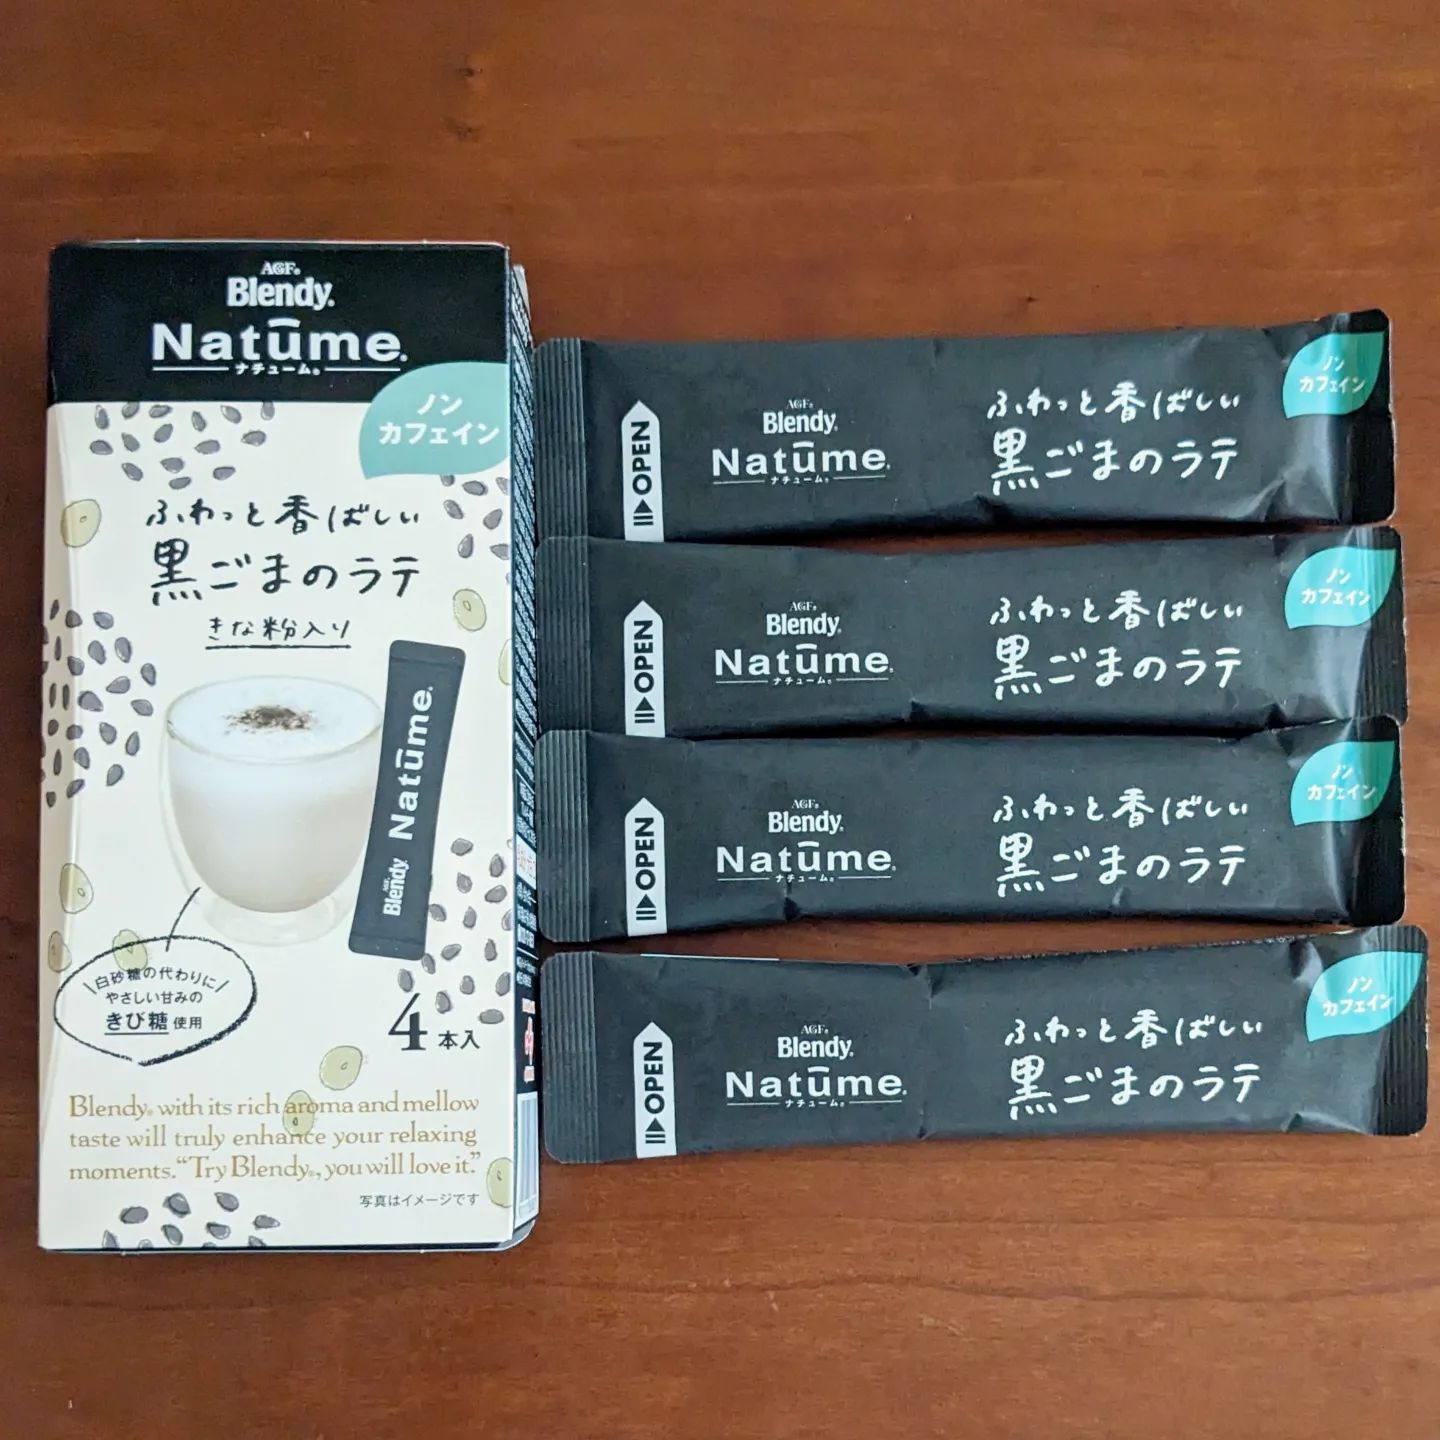 AGF®
Blendy®
Natūme®
ナチューム®
ノン
カフェイン
ふわっと香ばしい
黒ごまのラテ
きな粉入り
AGF®
Blendy®
Natūme®
白砂糖の代わりに
やさしい甘みの
きび糖使用
4本入
Blendy® with its rich aroma and mellow
taste will truly enhance your relaxing
moments. “Try Blendy®, you will love it.”
写真はイメージです
OPEN
AGF®
Blendy®
Natūme®
ナチューム®
ふわっと香ばしい
黒ごまのラテ
ノン
カフェイン
OPEN
AGF®
Blendy®
Natūme®
ナチューム®
ふわっと香ばしい
黒ごまのラテ
ノン
カフェイン
OPEN
AGF®
Blendy®
Natūme®
ナチューム®
ふわっと香ばしい
黒ごまのラテ
ノン
カフェイン
OPEN
AGF®
Blendy®
Natūme®
ナチューム®
ふわっと香ばしい
黒ごまのラテ
ノン
カフェイン